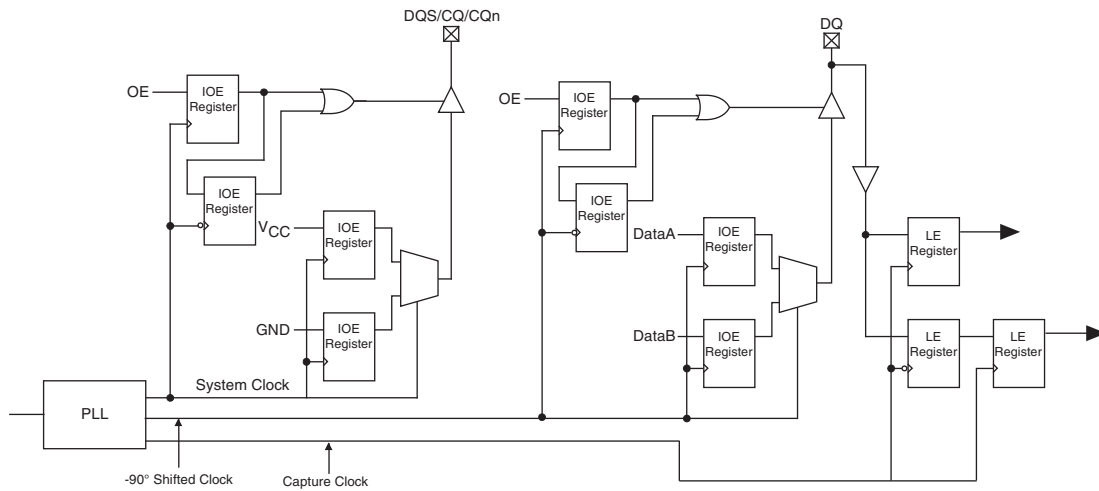 DQS/CQ/CQn
DQ
OE
IOE
Register
OE
IOE
Register
IOE
Register
IOE
Register
VCC
IOE
Register
DataA
IOE
Register
LE
Register
GND
IOE
Register
DataB
IOE
Register
LE
Register
LE
Register
System Clock
PLL
-90° Shifted Clock
Capture Clock